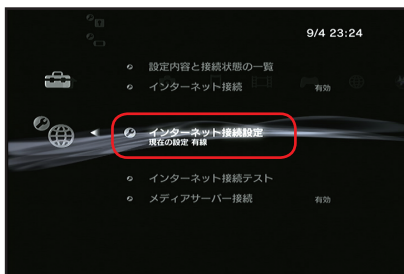 9/4 23:24
設定内容と接続状態の一覧
インターネット接続 有効
インターネット接続設定
現在の設定 有線
インターネット接続テスト
メディアサーバー接続 有効